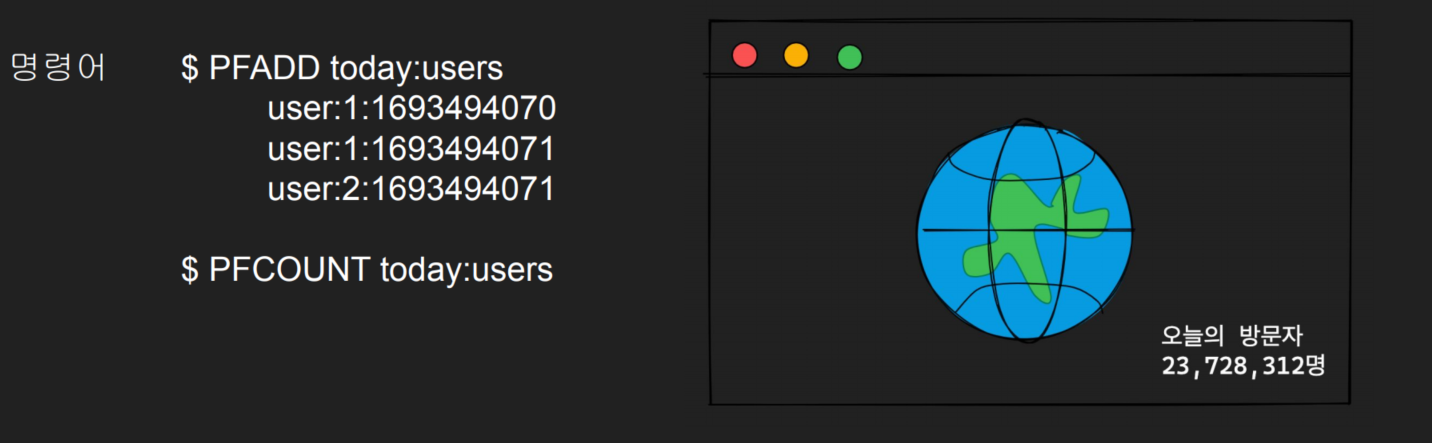 명령어
$ PFADD today:users
user:1:1693494070
user:1:1693494071
user:2:1693494071
$ PFCOUNT today:users
오늘의 방문자
23,728,312명